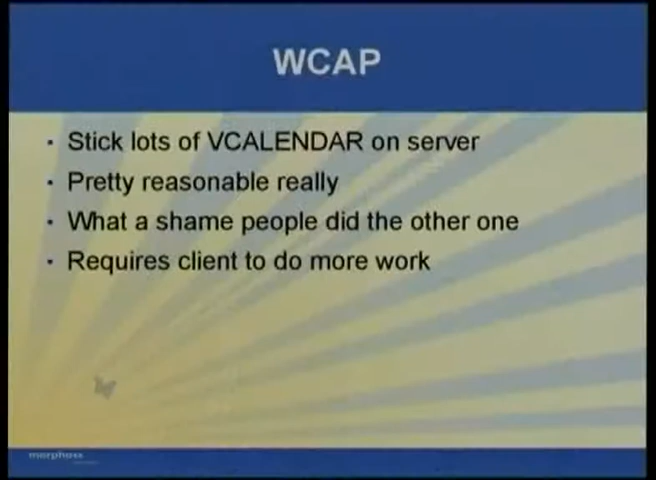 WCAP
· Stick lots of VCALENDAR on server
· Pretty reasonable really
· What a shame people did the other one
· Requires client to do more work
morphoss